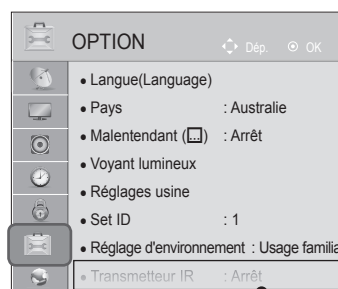 OPTION Dép. OK
• Langue(Language)
• Pays : Australie
• Malentendant ( ) : Arrêt
• Voyant lumineux
• Réglages usine
• Set ID : 1
• Réglage d'environnement : Usage familia
• Transmetteur IR : Arrêt